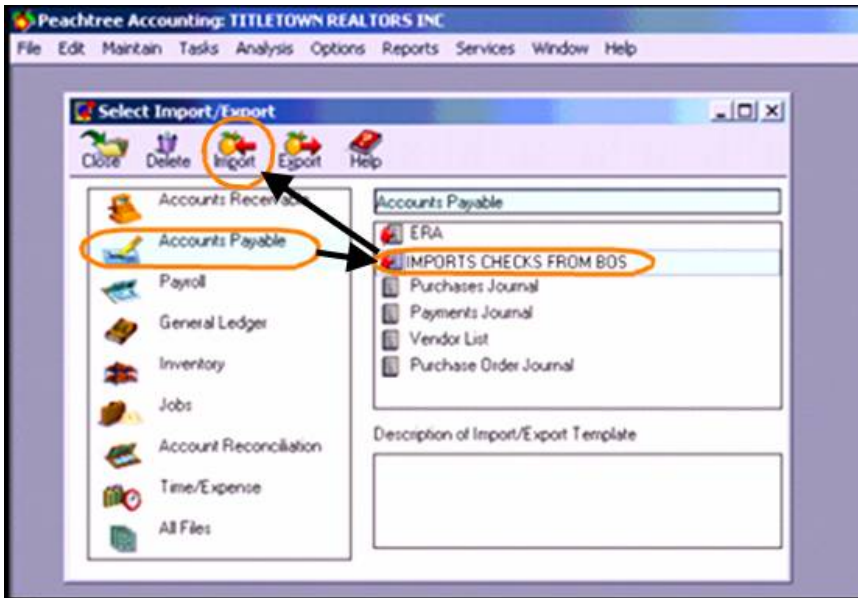 Peachtree Accounting: TITLETOWN REALTORS INC
File Edit Maintain Tasks Analysis Options Reports Services Window Help
Select Import/Export
Close Delete Import Export Help
Accounts Receivable
Accounts Payable
Payroll
General Ledger
Inventory
Jobs
Account Reconciliation
Time/Expense
All Files
Accounts Payable
ERA
IMPORTS CHECKS FROM BOS
Purchases Journal
Payments Journal
Vendor List
Purchase Order Journal
Description of Import/Export Template